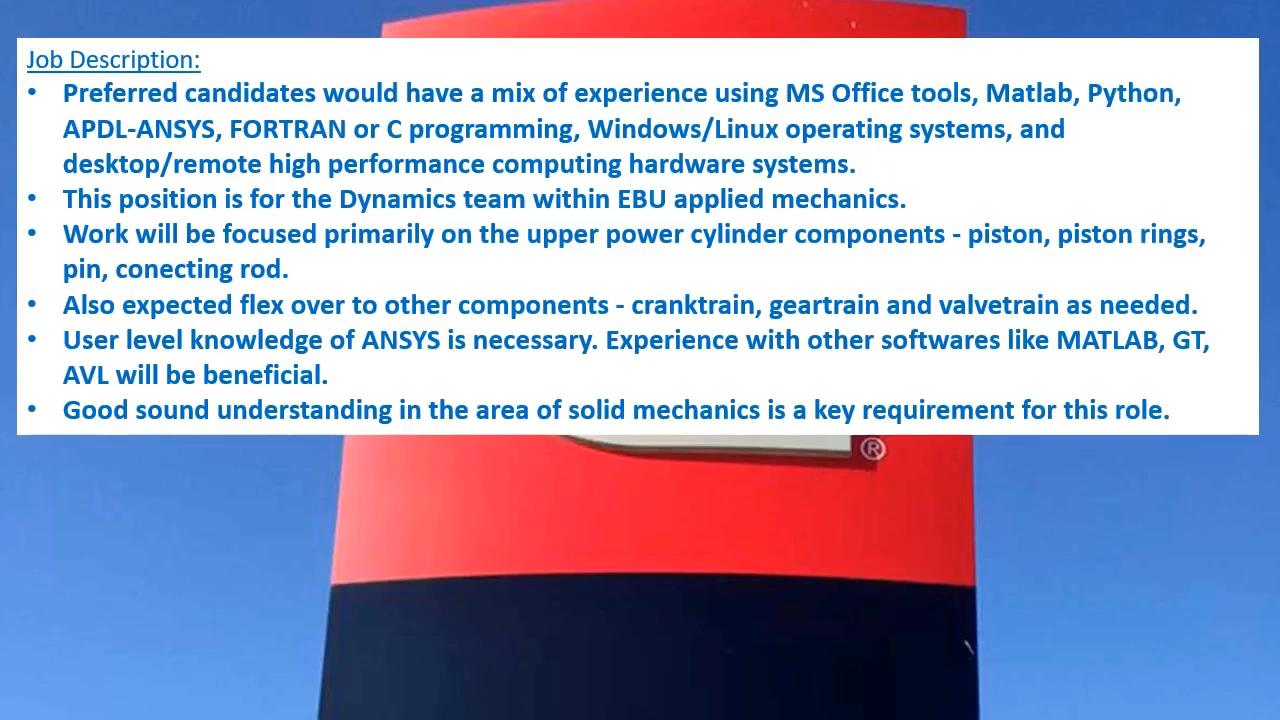 Job Description:
• Preferred candidates would have a mix of experience using MS Office tools, Matlab, Python,
APDL-ANSYS, FORTRAN or C programming, Windows/Linux operating systems, and
desktop/remote high performance computing hardware systems.
• This position is for the Dynamics team within EBU applied mechanics.
• Work will be focused primarily on the upper power cylinder components - piston, piston rings,
pin, conecting rod.
• Also expected flex over to other components - cranktrain, geartrain and valvetrain as needed.
• User level knowledge of ANSYS is necessary. Experience with other softwares like MATLAB, GT,
AVL will be beneficial.
• Good sound understanding in the area of solid mechanics is a key requirement for this role.
®